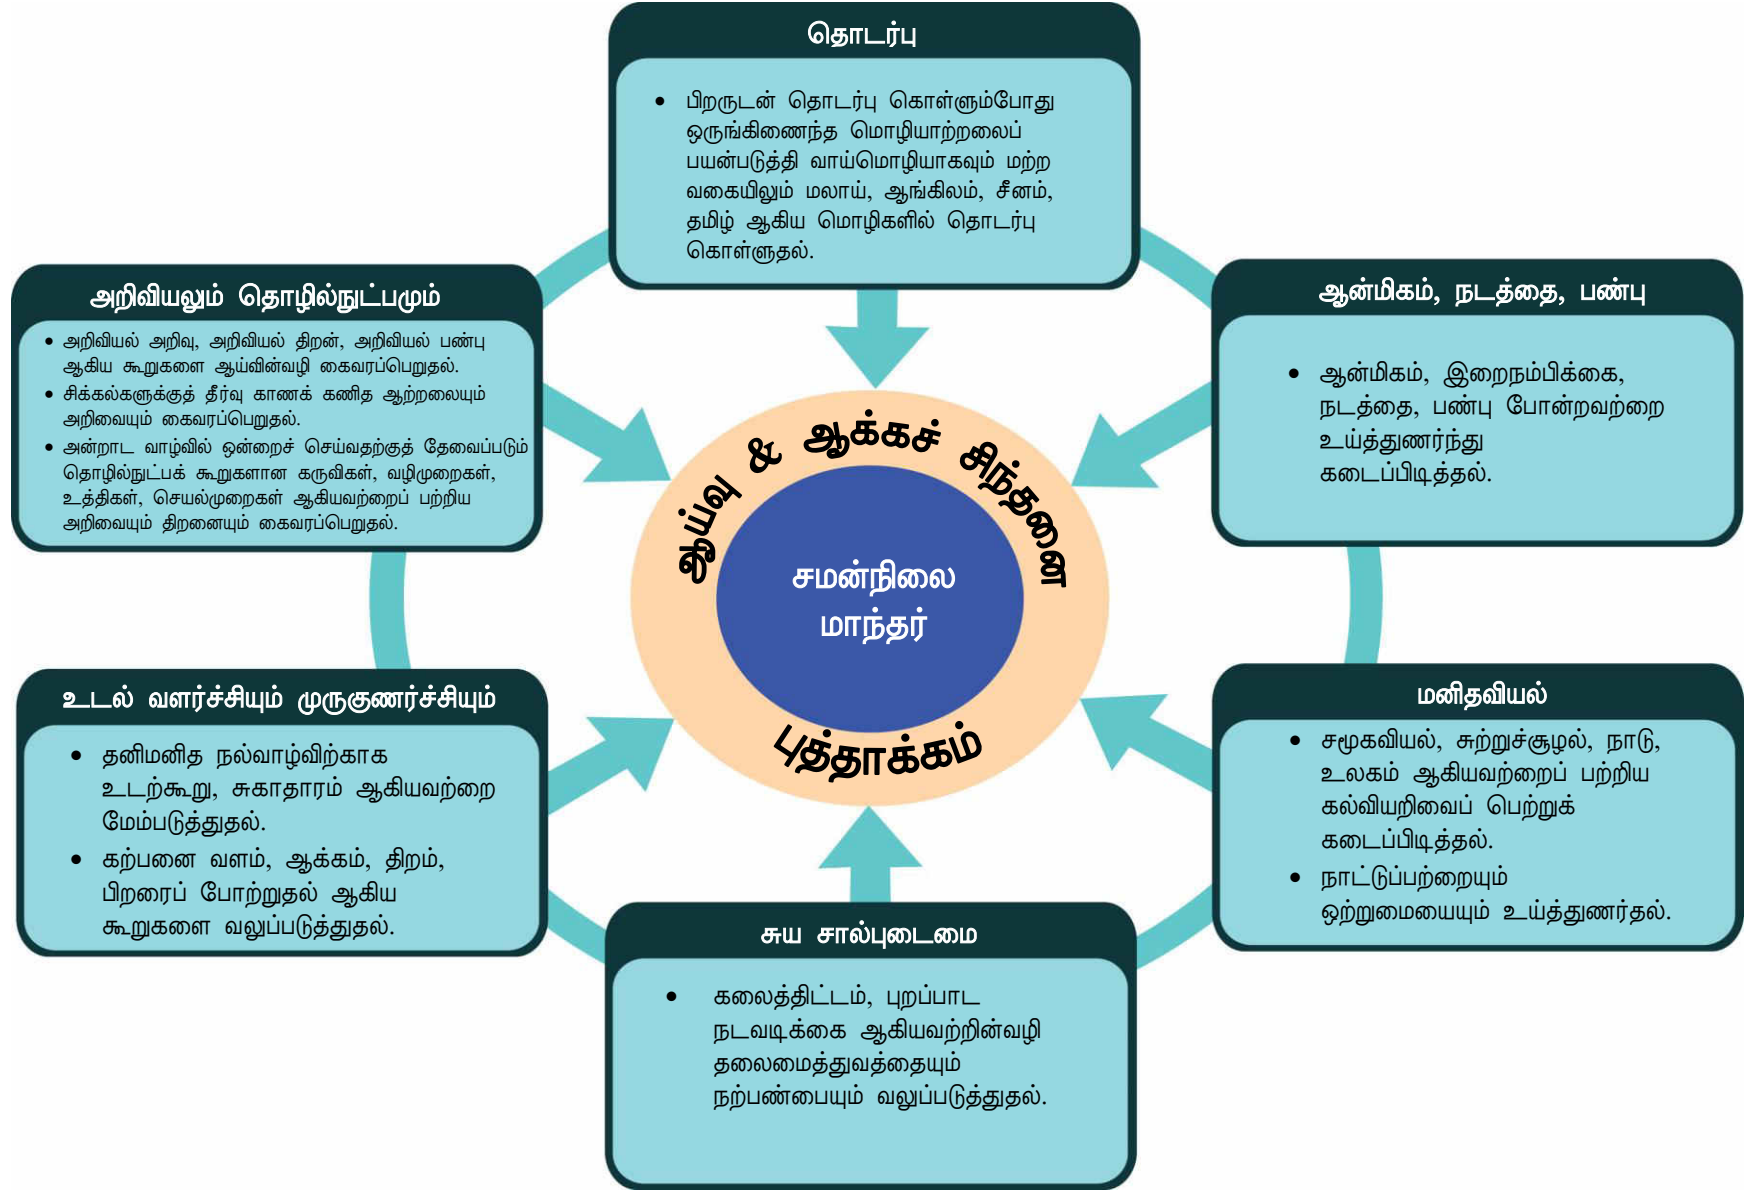 தொடர்பு
• பிறருடன் தொடர்பு கொள்ளும்போது
ஒருங்கிணைந்த மொழியாற்றலைப்
பயன்படுத்தி வாய்மொழியாகவும் மற்ற
வகையிலும் மலாய், ஆங்கிலம், சீனம்,
தமிழ் ஆகிய மொழிகளில் தொடர்பு
கொள்ளுதல்.
ஆன்மிகம், நடத்தை, பண்பு
• ஆன்மிகம், இறைநம்பிக்கை,
நடத்தை, பண்பு போன்றவற்றை
உய்த்துணர்ந்து
கடைப்பிடித்தல்.
மனிதவியல்
• சமூகவியல், சுற்றுச்சூழல், நாடு,
உலகம் ஆகியவற்றைப் பற்றிய
கல்வியறிவைப் பெற்றுக்
கடைப்பிடித்தல்.
• நாட்டுப்பற்றையும்
ஒற்றுமையையும் உய்த்துணர்தல்.
சுய சால்புடைமை
• கலைத்திட்டம், புறப்பாட
நடவடிக்கை ஆகியவற்றின்வழி
தலைமைத்துவத்தையும்
நற்பண்பையும் வலுப்படுத்துதல்.
உடல் வளர்ச்சியும் முருகுணர்ச்சியும்
• தனிமனித நல்வாழ்விற்காக
உடற்கூறு, சுகாதாரம் ஆகியவற்றை
மேம்படுத்துதல்.
• கற்பனை வளம், ஆக்கம், திறம்,
பிறரைப் போற்றுதல் ஆகிய
கூறுகளை வலுப்படுத்துதல்.
அறிவியலும் தொழில்நுட்பமும்
• அறிவியல் அறிவு, அறிவியல் திறன், அறிவியல் பண்பு
ஆகிய கூறுகளை ஆய்வின்வழி கைவரப்பெறுதல்.
• சிக்கல்களுக்குத் தீர்வு காணக் கணித ஆற்றலையும்
அறிவையும் கைவரப்பெறுதல்.
• அன்றாட வாழ்வில் ஒன்றைச் செய்வதற்குத் தேவைப்படும்
தொழில்நுட்பக் கூறுகளான கருவிகள், வழிமுறைகள்,
உத்திகள், செயல்முறைகள் ஆகியவற்றைப் பற்றிய
அறிவையும் திறனையும் கைவரப்பெறுதல்.
ஆய்வு & ஆக்கச் சிந்தனை
சமன்நிலை
மாந்தர்
புத்தாக்கம்